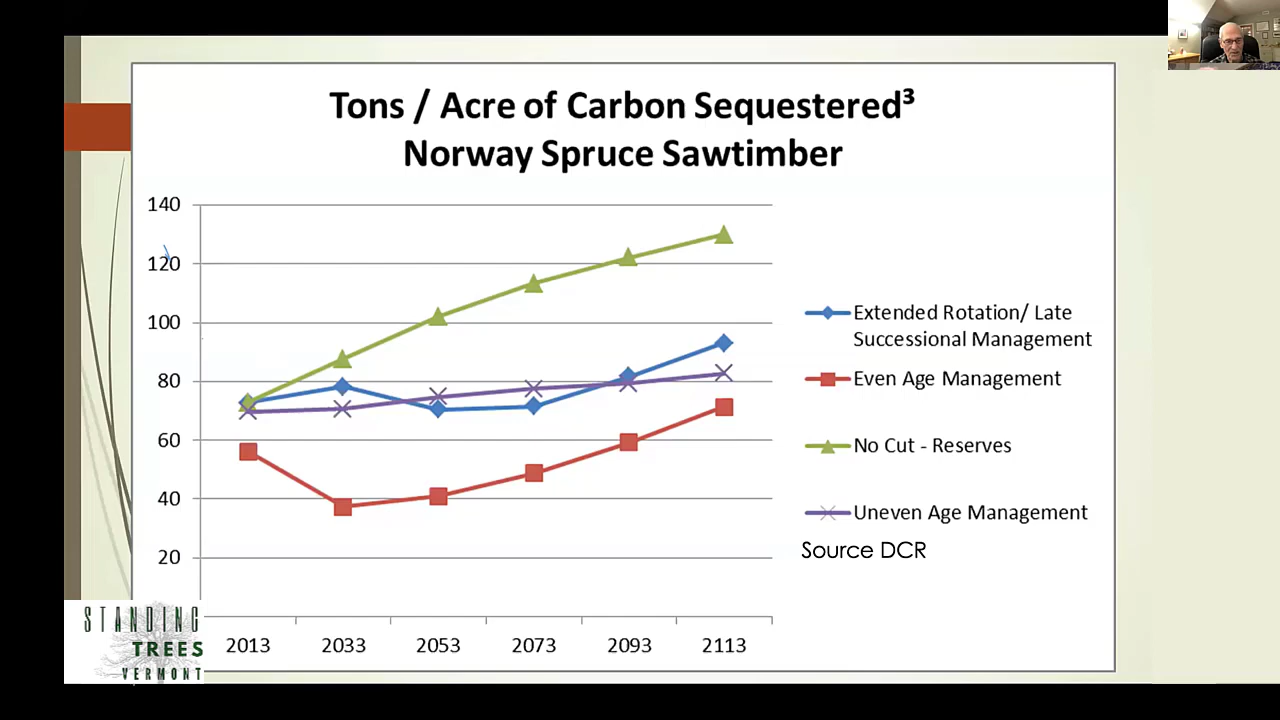 Tons / Acre of Carbon Sequestered³
Norway Spruce Sawtimber
140
120
100
80
60
40
20
2013 2033 2053 2073 2093 2113
Extended Rotation/ Late
Successional Management
Even Age Management
No Cut - Reserves
Uneven Age Management
Source DCR
STANDING
TREES
VERMONT